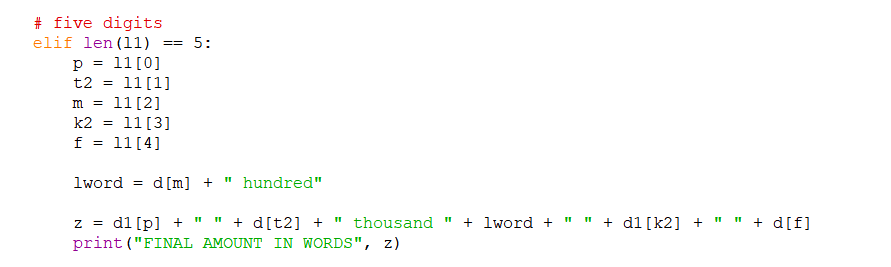 # five digits
elif len(l1) == 5:
    p = l1[0]
    t2 = l1[1]
    m = l1[2]
    k2 = l1[3]
    f = l1[4]

    lword = d[m] + " hundred"

    z = d1[p] + " " + d[t2] + " thousand " + lword + " " + d1[k2] + " " + d[f]
    print("FINAL AMOUNT IN WORDS", z)